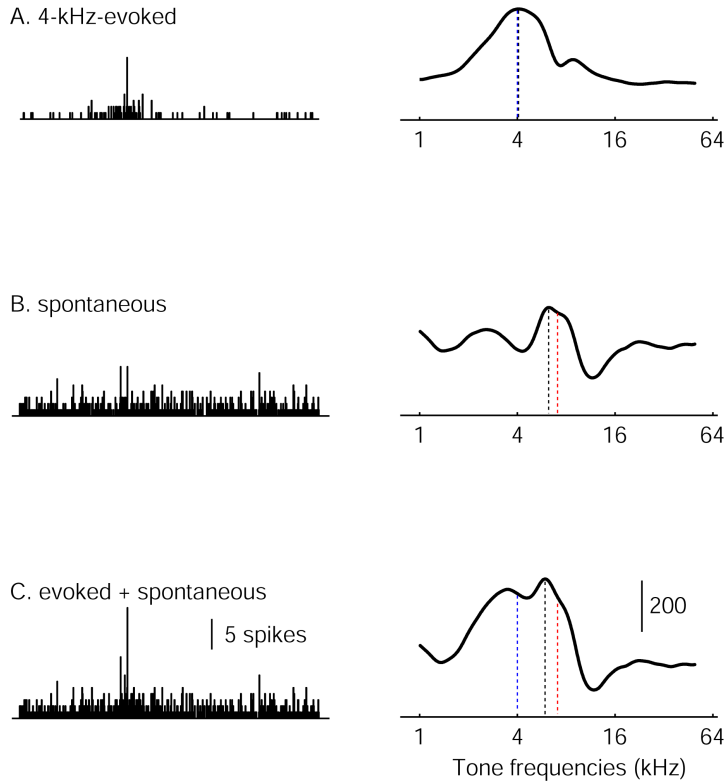 A. 4-kHz-evoked
1 4 16 64
B. spontaneous
1 4 16 64
C. evoked + spontaneous
5 spikes
200
1 4 16 64
Tone frequencies (kHz)